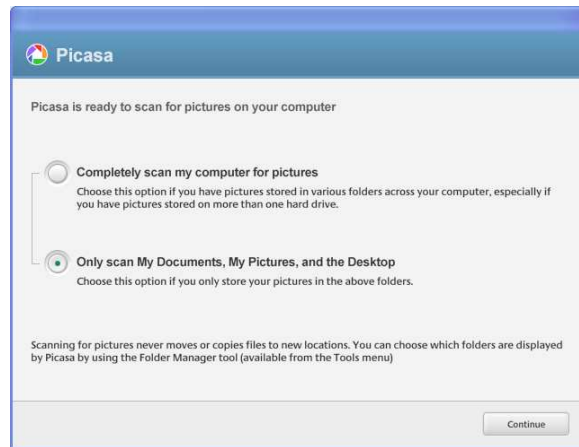 Picasa
Picasa is ready to scan for pictures on your computer
Completely scan my computer for pictures
Choose this option if you have pictures stored in various folders across your computer, especially if
you have pictures stored on more than one hard drive.
Only scan My Documents, My Pictures, and the Desktop
Choose this option if you only store your pictures in the above folders.
Scanning for pictures never moves or copies files to new locations. You can choose which folders are displayed
by Picasa by using the Folder Manager tool (available from the Tools menu)
Continue